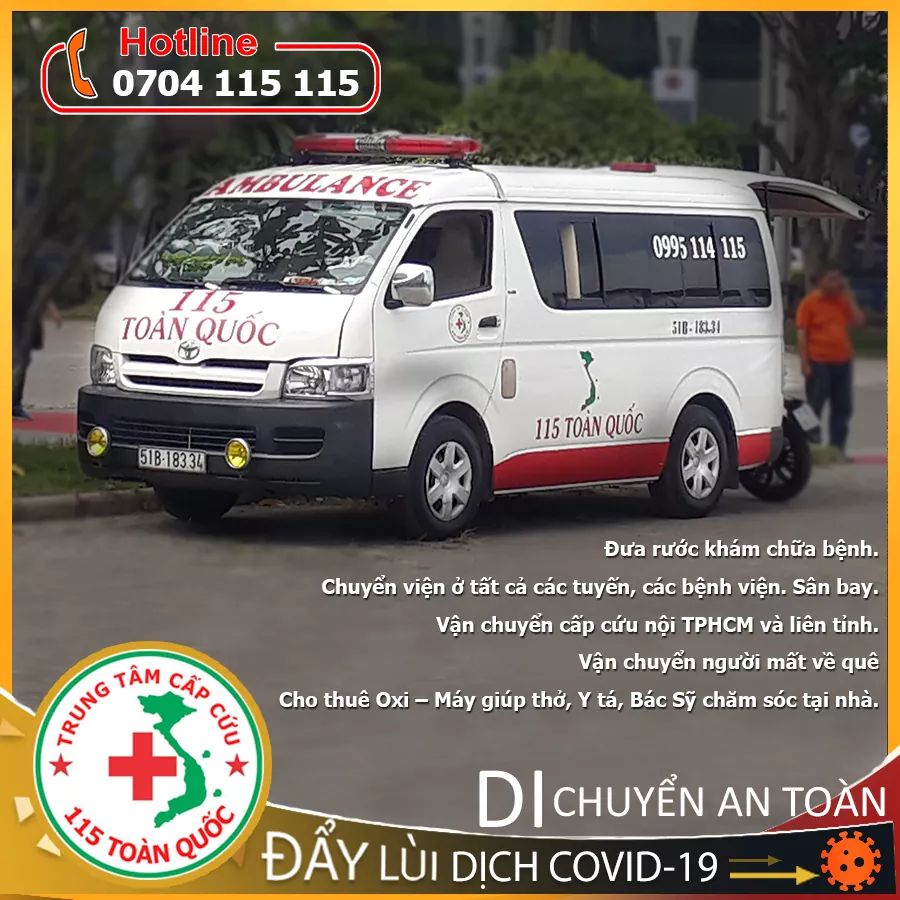 Hotline
0704 115 115
AMBULANCE
0995 114 115
115
TOÀN QUỐC
51B-183.34
115 TOÀN QUỐC
51B-183.34
Đưa rước khám chữa bệnh.
Chuyển viện ở tất cả các tuyến, các bệnh viện. Sân bay.
Vận chuyển cấp cứu nội TPHCM và liên tỉnh.
Vận chuyển người mất về quê
Cho thuê Oxi – Máy giúp thở, Y tá, Bác Sỹ chăm sóc tại nhà.
TRUNG TÂM CẤP CỨU
115 TOÀN QUỐC
DI CHUYỂN AN TOÀN
ĐẨY LÙI DỊCH COVID-19